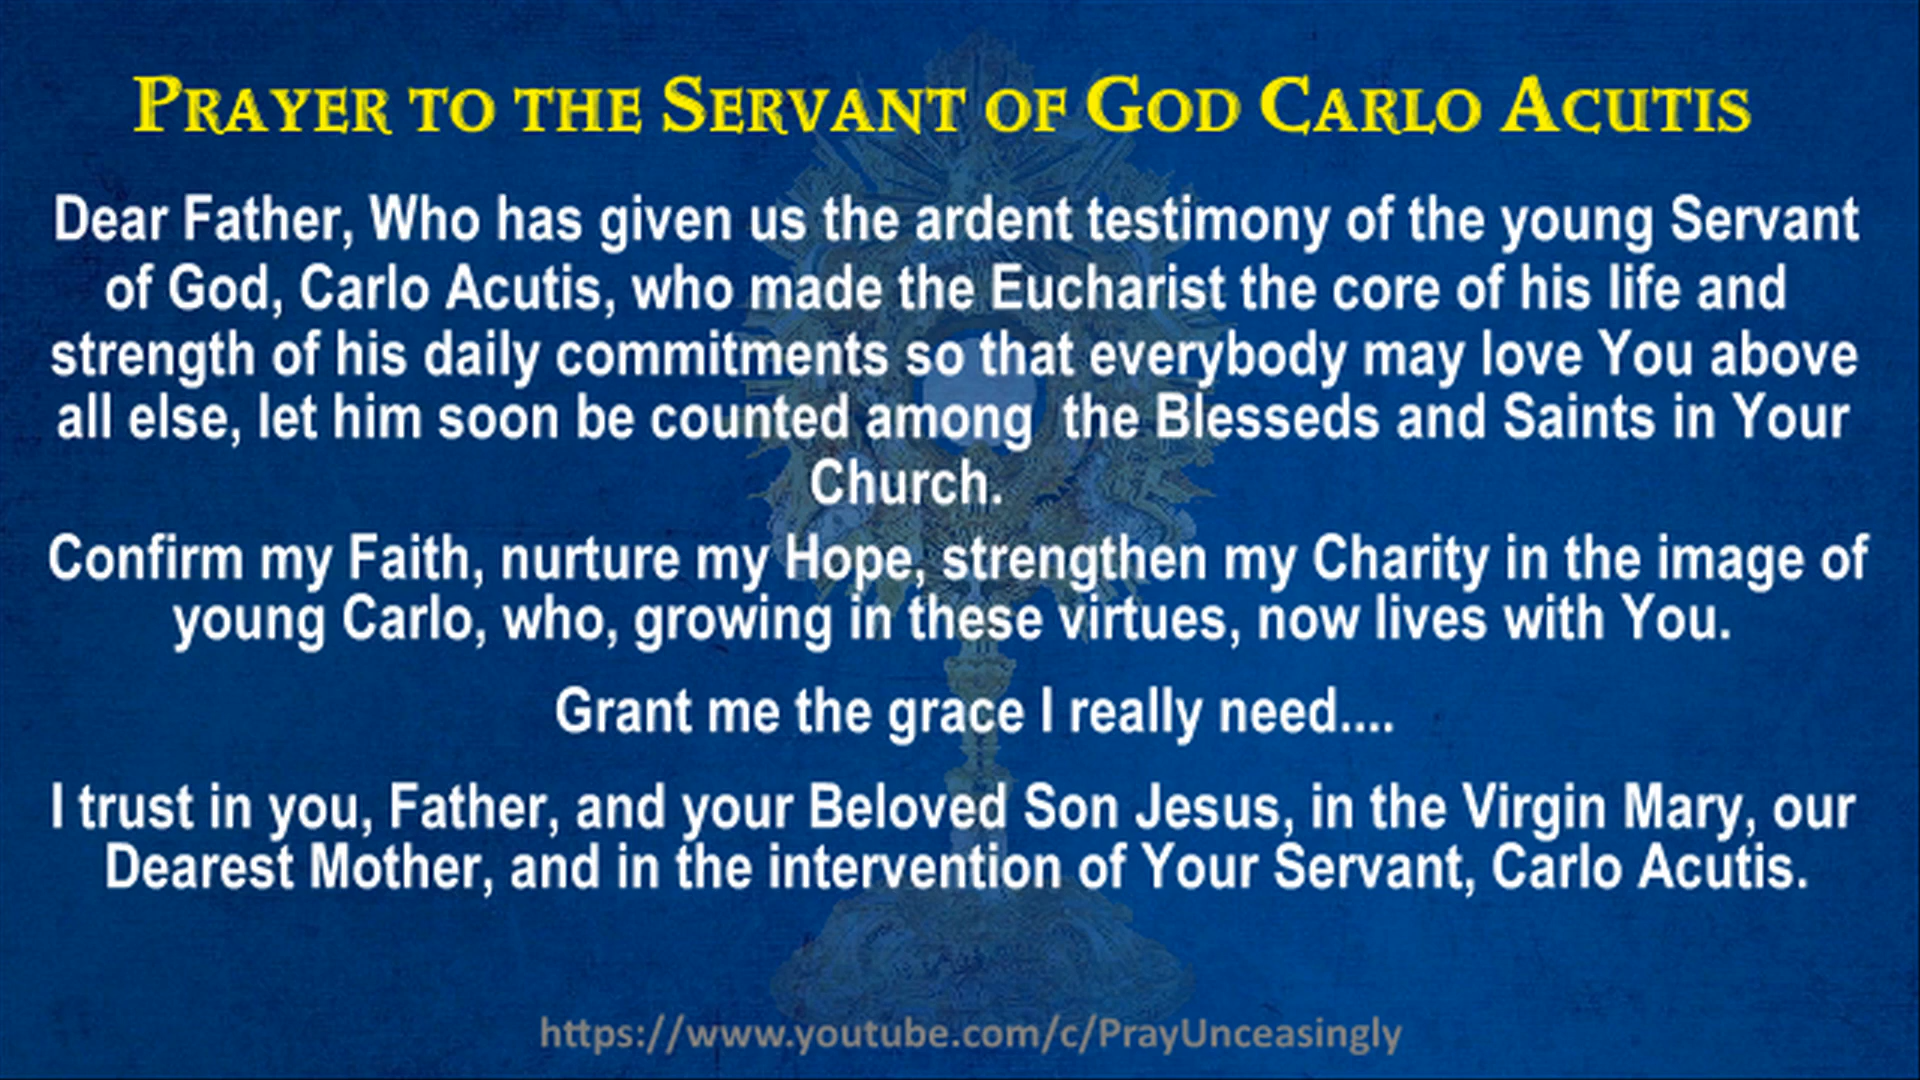 PRAYER TO THE SERVANT OF GOD CARLO ACUTIS
Dear Father, Who has given us the ardent testimony of the young Servant
of God, Carlo Acutis, who made the Eucharist the core of his life and
strength of his daily commitments so that everybody may love You above
all else, let him soon be counted among  the Blesseds and Saints in Your
Church.
Confirm my Faith, nurture my Hope, strengthen my Charity in the image of
young Carlo, who, growing in these virtues, now lives with You.
Grant me the grace I really need....
I trust in you, Father, and your Beloved Son Jesus, in the Virgin Mary, our
Dearest Mother, and in the intervention of Your Servant, Carlo Acutis.
https://www.youtube.com/c/PrayUnceasingly